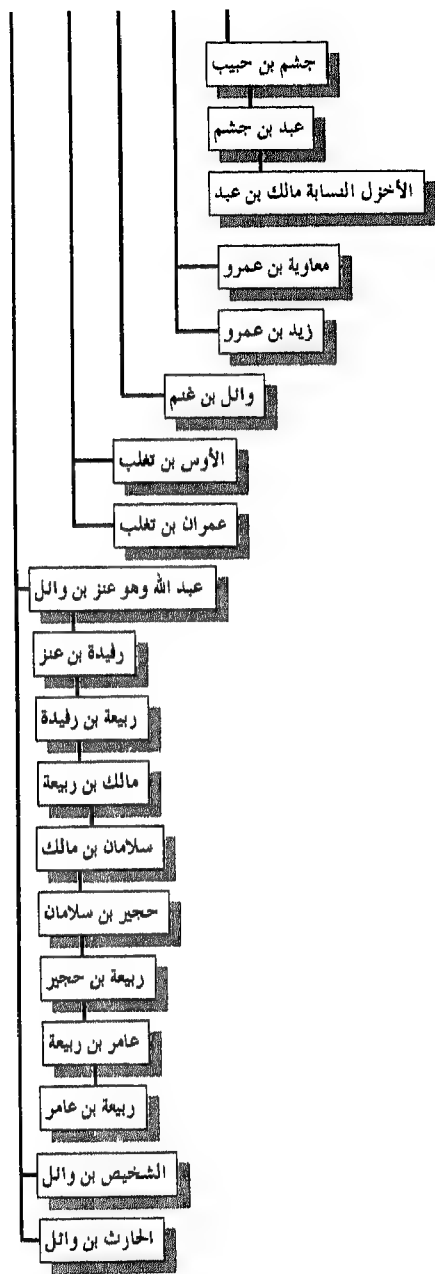 جشم بن حبيب
عبد بن جشم
الأخزل النسابة مالك بن عبد
معاوية بن عمرو
زيد بن عمرو
وائل بن غنم
الأوس بن تغلب
عمران بن تغلب
عبد الله وهو عنز بن وائل
رفيدة بن عنز
ربيعة بن رفيدة
مالك بن ربيعة
سلامان بن مالك
حجير بن سلامان
ربيعة بن حجير
عامر بن ربيعة
ربيعة بن عامر
الشخيص بن وائل
الحارث بن وائل